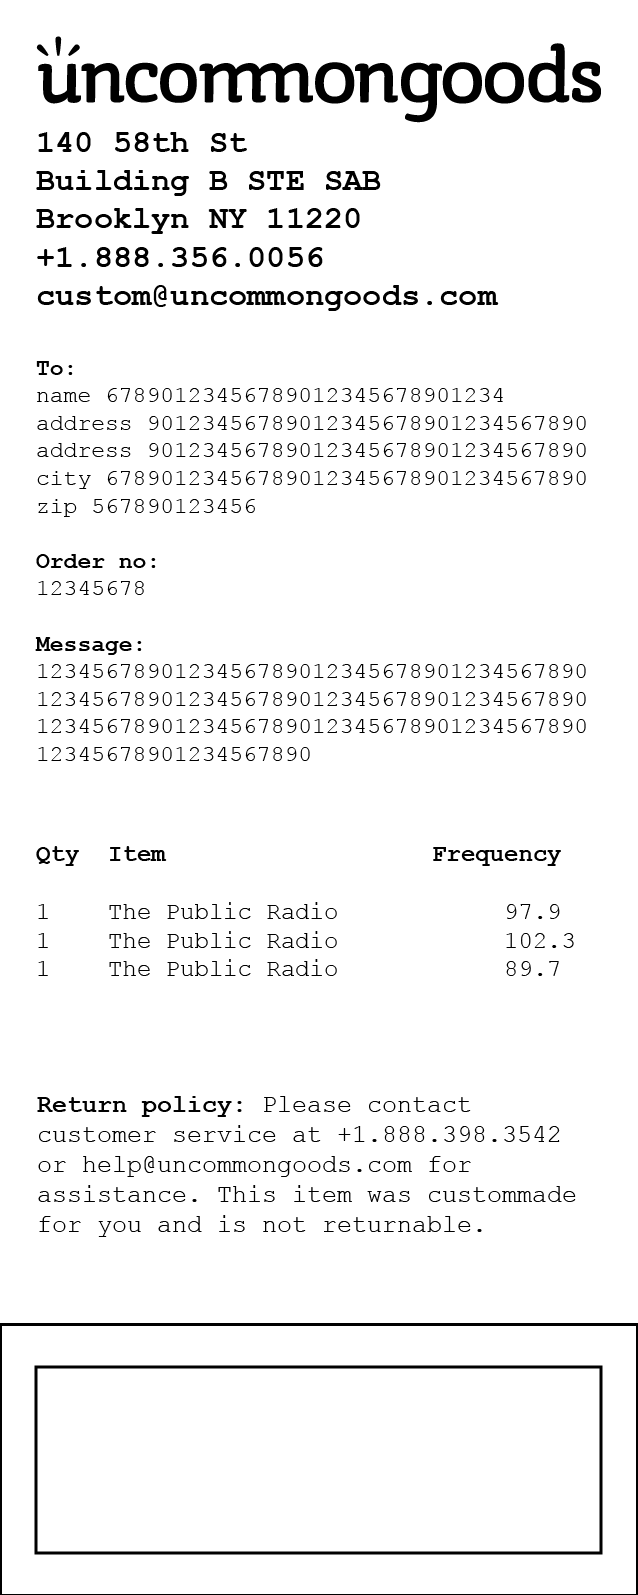 uncommongoods
140 58th St
Building B STE SAB
Brooklyn NY 11220
+1.888.356.0056
custom@uncommongoods.com
To:
name 67890123456789012345678901234
address 90123456789012345678901234567890
address 90123456789012345678901234567890
city 67890123456789012345678901234567890
zip 567890123456
Order no:
12345678
Message:
1234567890123456789012345678901234567890
1234567890123456789012345678901234567890
1234567890123456789012345678901234567890
12345678901234567890
Qty Item Frequency
1 The Public Radio 97.9
1 The Public Radio 102.3
1 The Public Radio 89.7
Return policy: Please contact
customer service at +1.888.398.3542
or help@uncommongoods.com for
assistance. This item was custommade
for you and is not returnable.